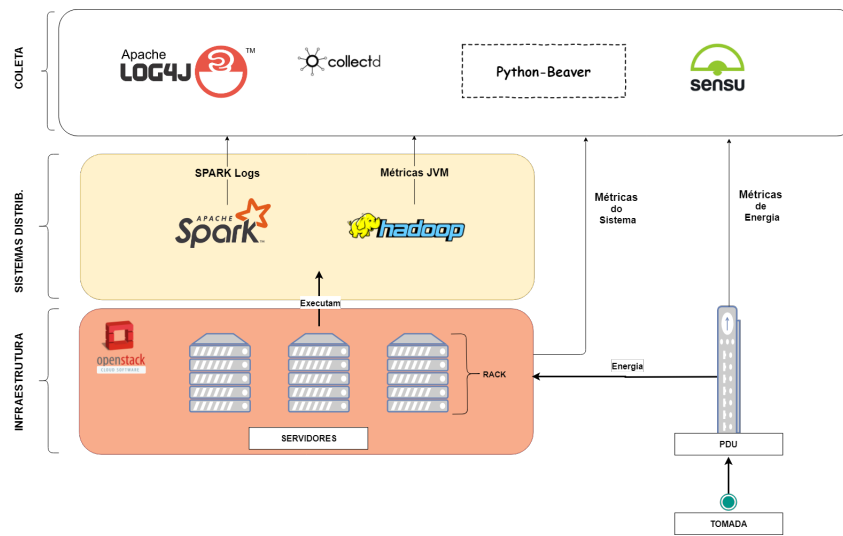 COLETA
Apache
LOG4J
TM
collectd
Python-Beaver
sensu
SISTEMAS DISTRIB.
SPARK Logs
Métricas JVM
Métricas
do
Sistema
Métricas
de
Energia
APACHE
Spark
TM
hadoop
Executam
INFRAESTRUTURA
openstack
CLOUD SOFTWARE
RACK
Energia
SERVIDORES
PDU
TOMADA